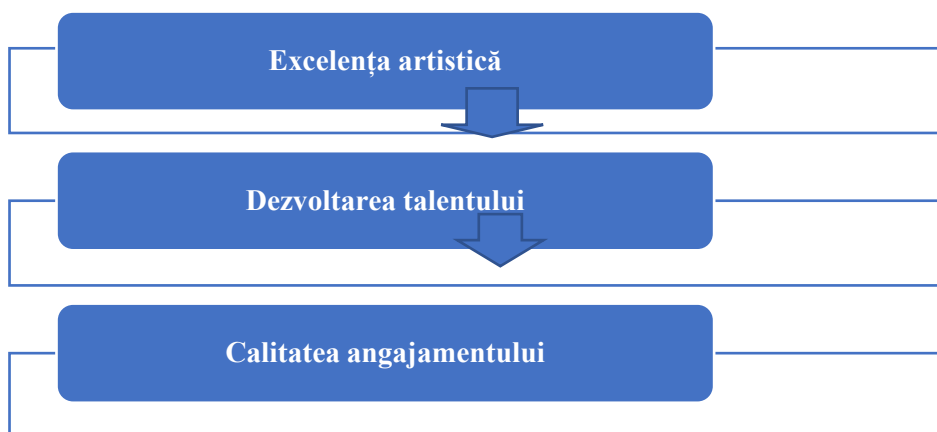 Excelența artistică
Dezvoltarea talentului
Calitatea angajamentului